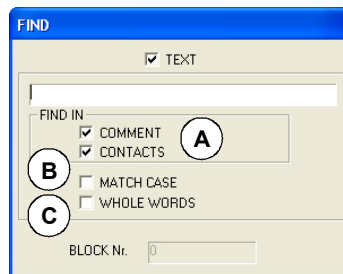 FIND
TEXT
FIND IN
COMMENT
CONTACTS
A
B
MATCH CASE
C
WHOLE WORDS
BLOCK Nr. 0